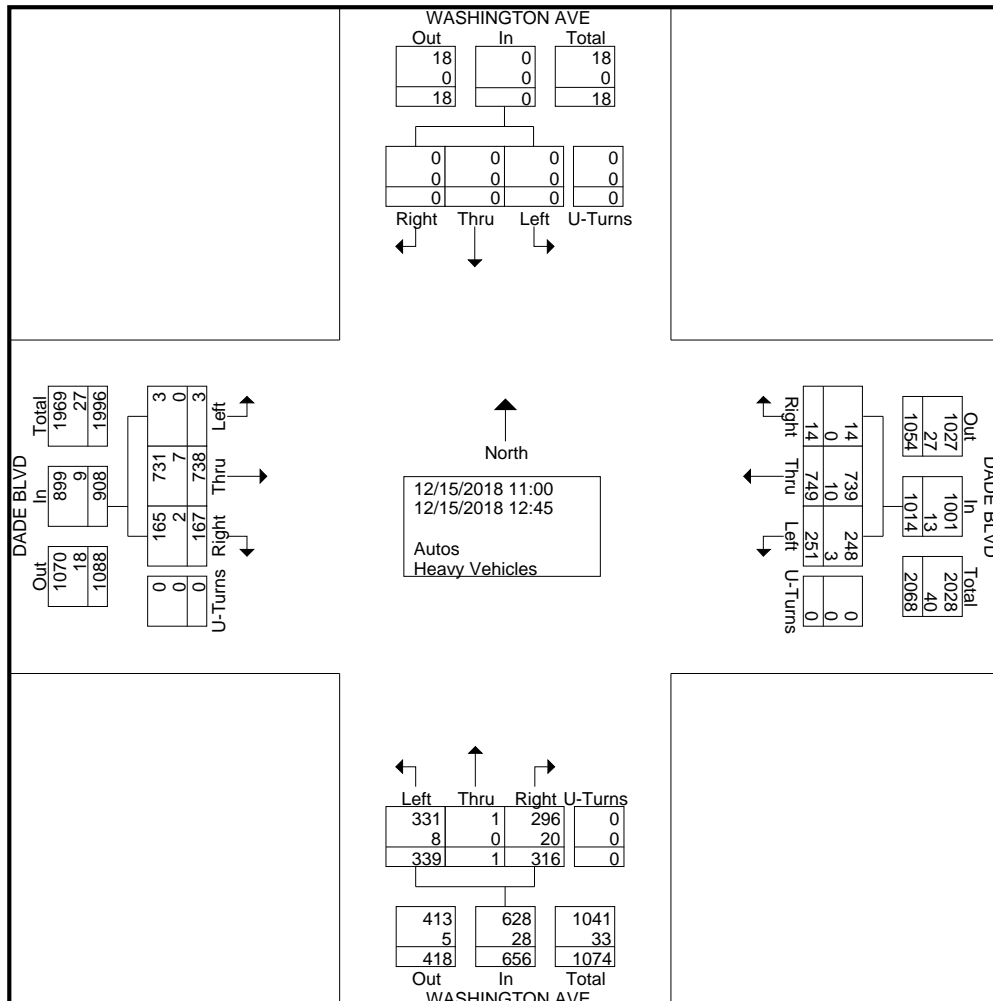 WASHINGTON AVE
Out In Total
18 0 18
0 0 0
18 0 18
0 0 0 0
0 0 0 0
0 0 0 0
Right Thru Left U-Turns
DADE BLVD
Total In Out
1969 899 1070
27 9 18
1996 908 1088
3 731 165 0
0 7 2 0
3 738 167 0
Left Thru Right U-Turns
North
12/15/2018 11:00
12/15/2018 12:45
Autos
Heavy Vehicles
Right Thru Left U-Turns
14 739 248 0
0 10 3 0
14 749 251 0
Out In Total
1027 1001 2028
27 13 40
1054 1014 2068
DADE BLVD
Left Thru Right U-Turns
331 1 296 0
8 0 20 0
339 1 316 0
413 628 1041
5 28 33
418 656 1074
Out In Total
WASHINGTON AVE